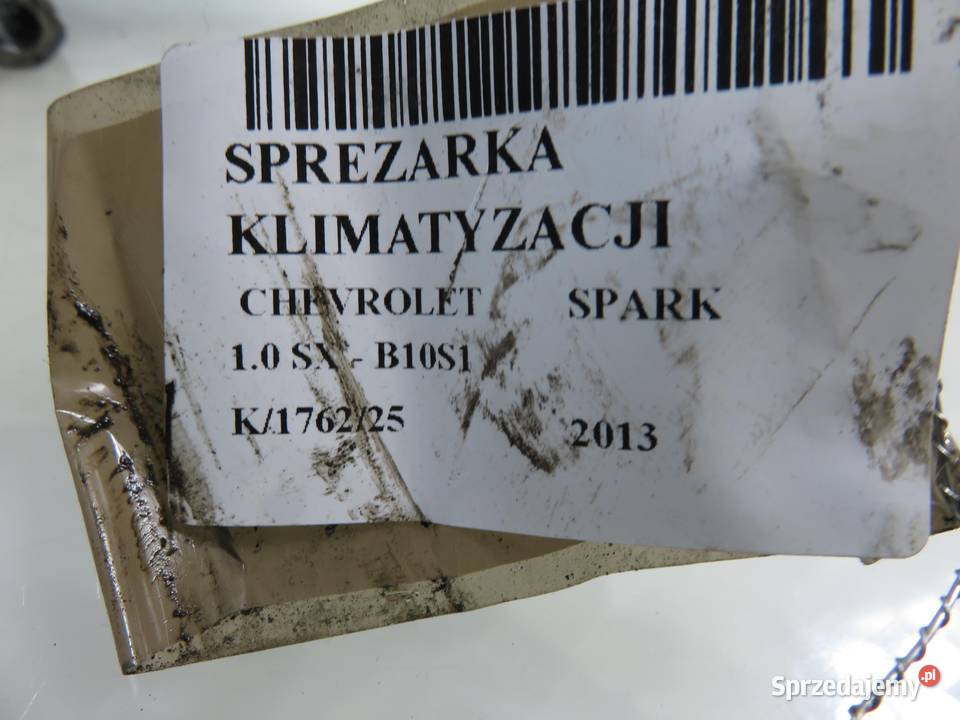 SPREZARKA
KLIMATYZACJI
CHEVROLET SPARK
1.0 SX - B10S1
K/1762/25 2013
Sprzedajemy.pl